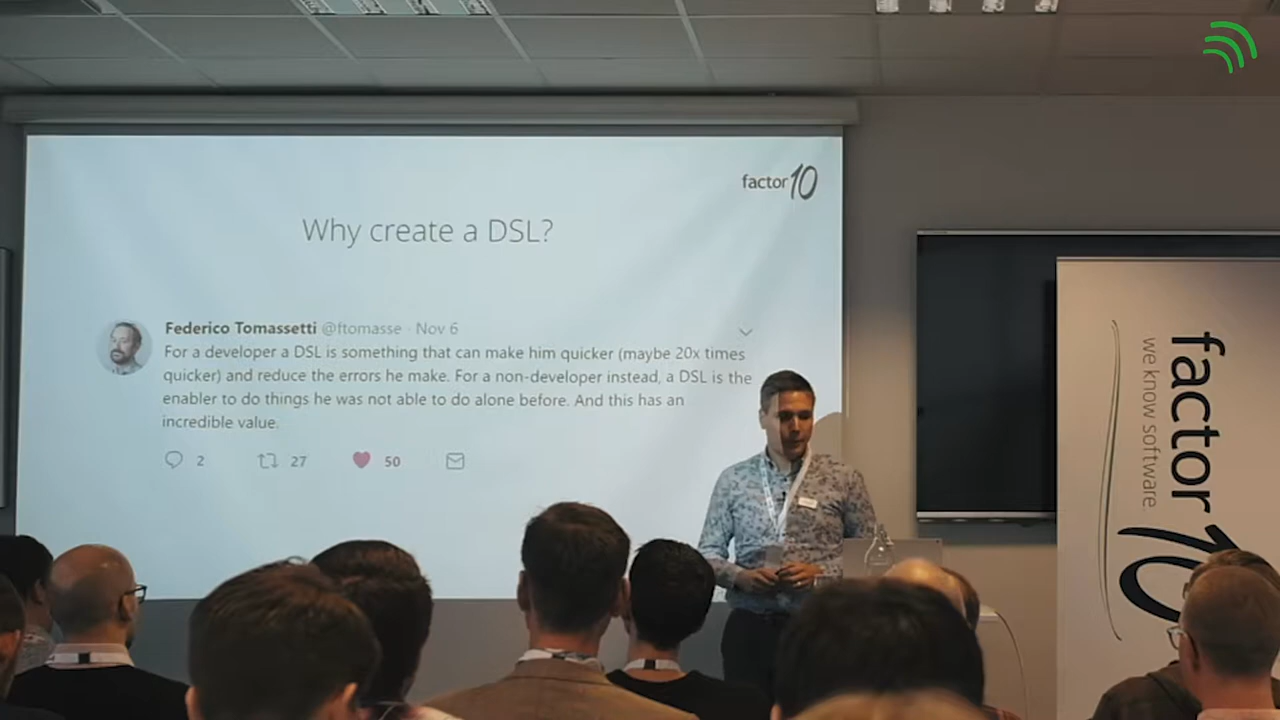 factor10
Why create a DSL?
Federico Tomassetti @ftomasse · Nov 6
For a developer a DSL is something that can make him quicker (maybe 20x times
quicker) and reduce the errors he make. For a non-developer instead, a DSL is the
enabler to do things he was not able to do alone before. And this has an
incredible value.
2 27 50
factor10
we know software.